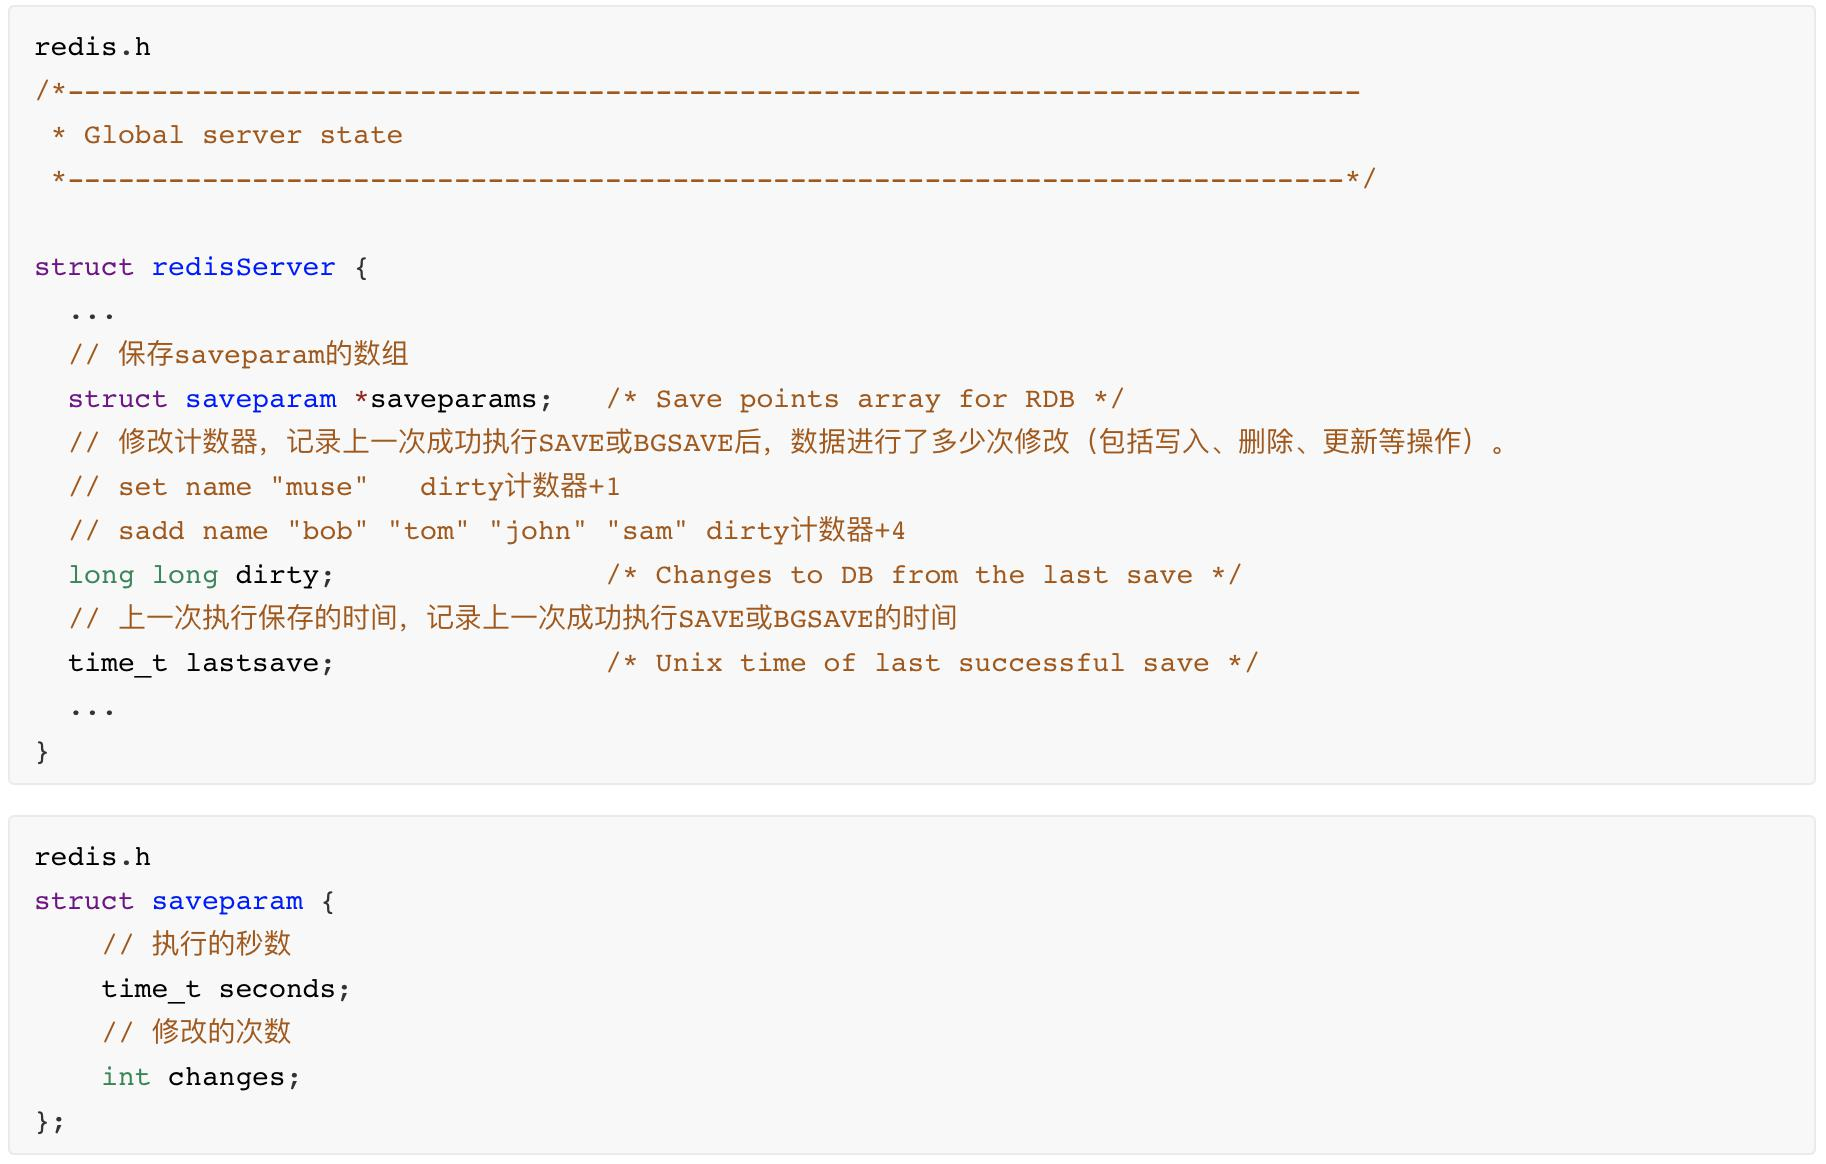 redis.h
/*-----------------------------------------------------------------------------
 * Global server state
 *----------------------------------------------------------------------------*/
struct redisServer {
  ...
  // 保存saveparam的数组
  struct saveparam *saveparams;   /* Save points array for RDB */
  // 修改计数器，记录上一次成功执行SAVE或BGSAVE后，数据进行了多少次修改（包括写入、删除、更新等操作）。
  // set name "muse"   dirty计数器+1
  // sadd name "bob" "tom" "john" "sam" dirty计数器+4
  long long dirty;                /* Changes to DB from the last save */
  // 上一次执行保存的时间，记录上一次成功执行SAVE或BGSAVE的时间
  time_t lastsave;                /* Unix time of last successful save */
  ...
}
redis.h
struct saveparam {
    // 执行的秒数
    time_t seconds;
    // 修改的次数
    int changes;
};